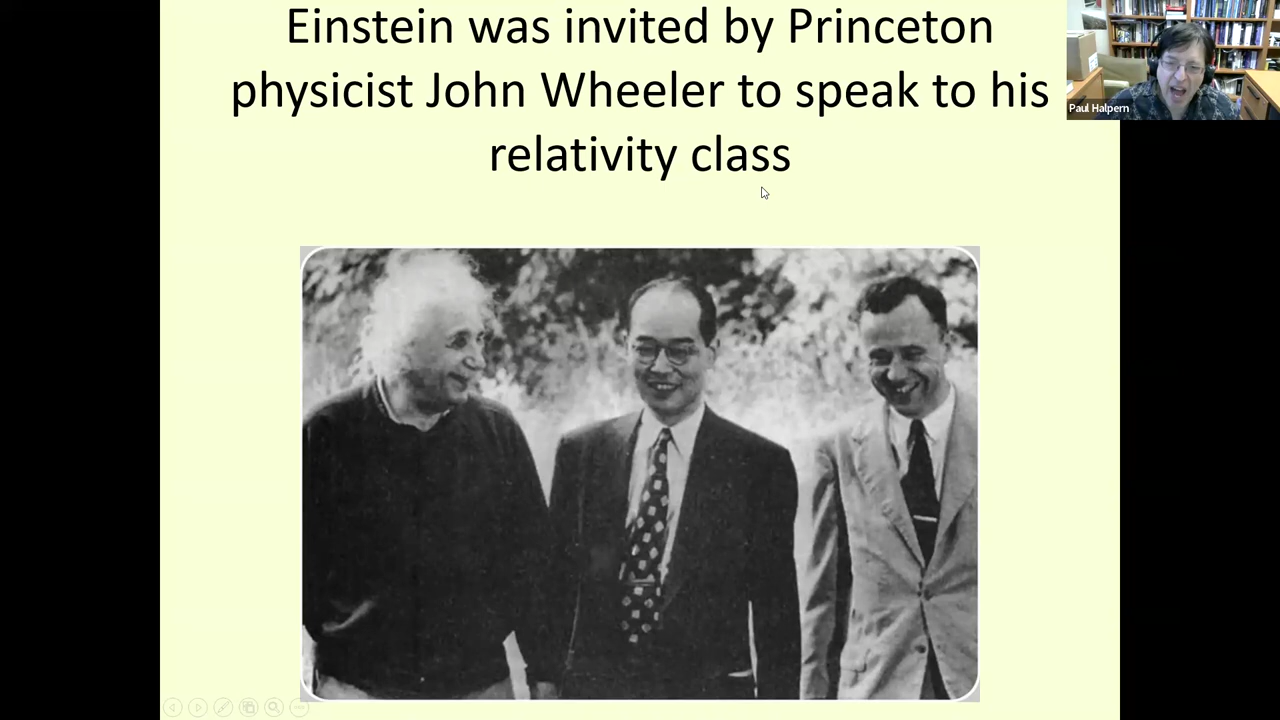 Einstein was invited by Princeton
physicist John Wheeler to speak to his
relativity class
Paul Halpern